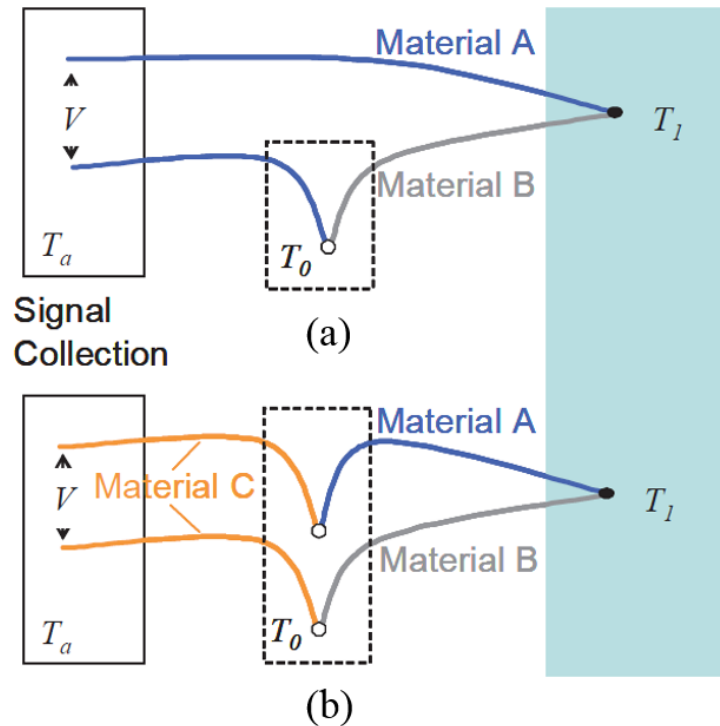 Material A
V
T1
Material B
Ta
T0
Signal
Collection
(a)
Material A
V
Material C
T1
Material B
Ta
T0
(b)